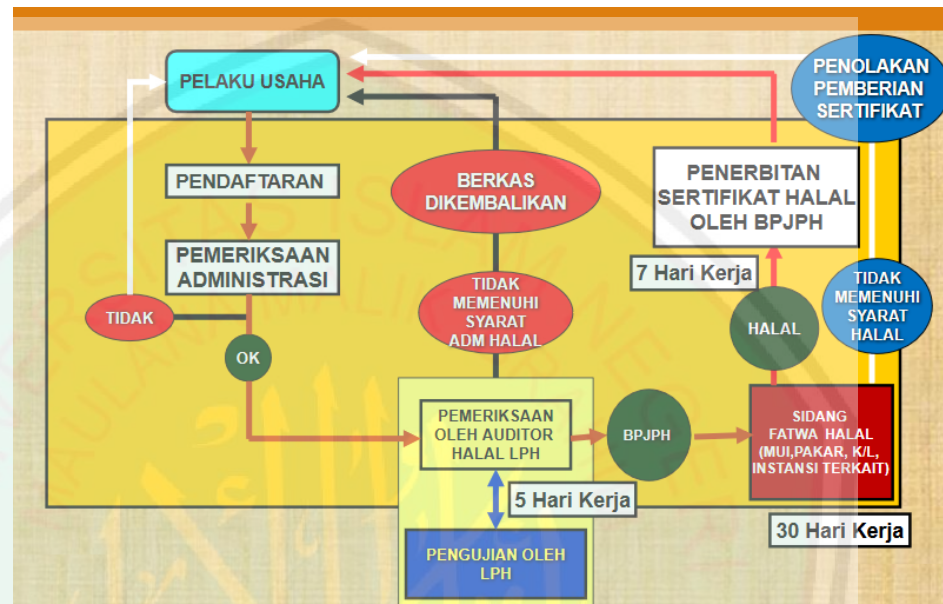 PELAKU USAHA
PENOLAKAN
PEMBERIAN
SERTIFIKAT
PENDAFTARAN
BERKAS
DIKEMBALIKAN
PENERBITAN
SERTIFIKAT HALAL
OLEH BPJPH
PEMERIKSAAN
ADMINISTRASI
7 Hari Kerja
TIDAK
TIDAK
MEMENUHI
SYARAT
ADM HALAL
HALAL
TIDAK
MEMENUHI
SYARAT
HALAL
OK
PEMERIKSAAN
OLEH AUDITOR
HALAL LPH
BPJPH
SIDANG
FATWA HALAL
(MUI,PAKAR, K/L,
INSTANSI TERKAIT)
5 Hari Kerja
30 Hari Kerja
PENGUJIAN OLEH
LPH